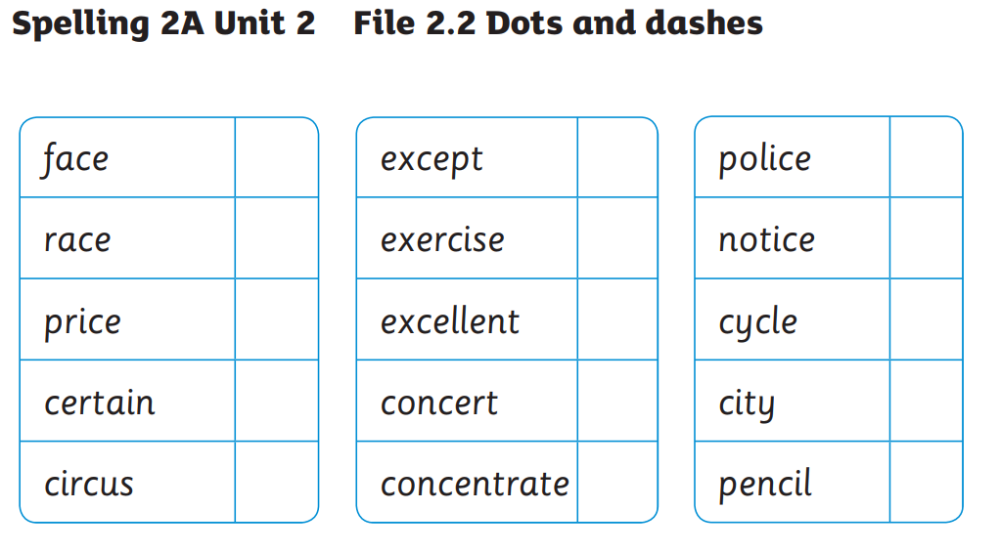 Spelling 2A Unit 2 File 2.2 Dots and dashes
face
race
price
certain
circus
except
exercise
excellent
concert
concentrate
police
notice
cycle
city
pencil